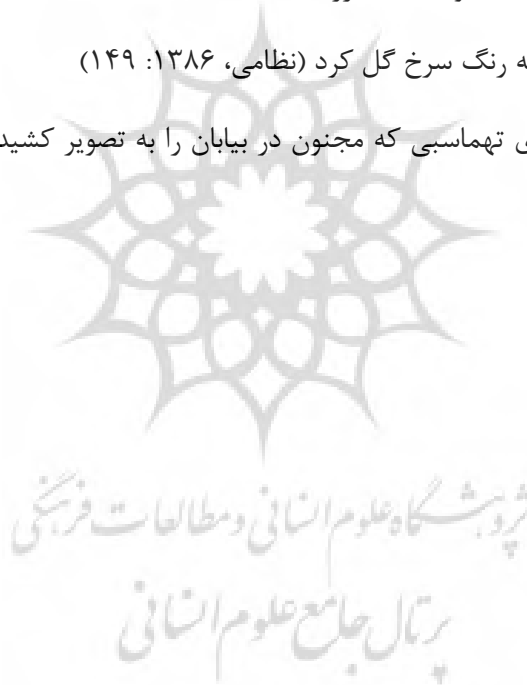 ه رنگ سرخ گل کرد (نظامی، ۱۳۸۶: ۱۴۹)
ی تهماسبی که مجنون در بیابان را به تصویر کشید
پژوهشگاه علوم انسانی و مطالعات فرهنگی
پرتال جامع علوم انسانی